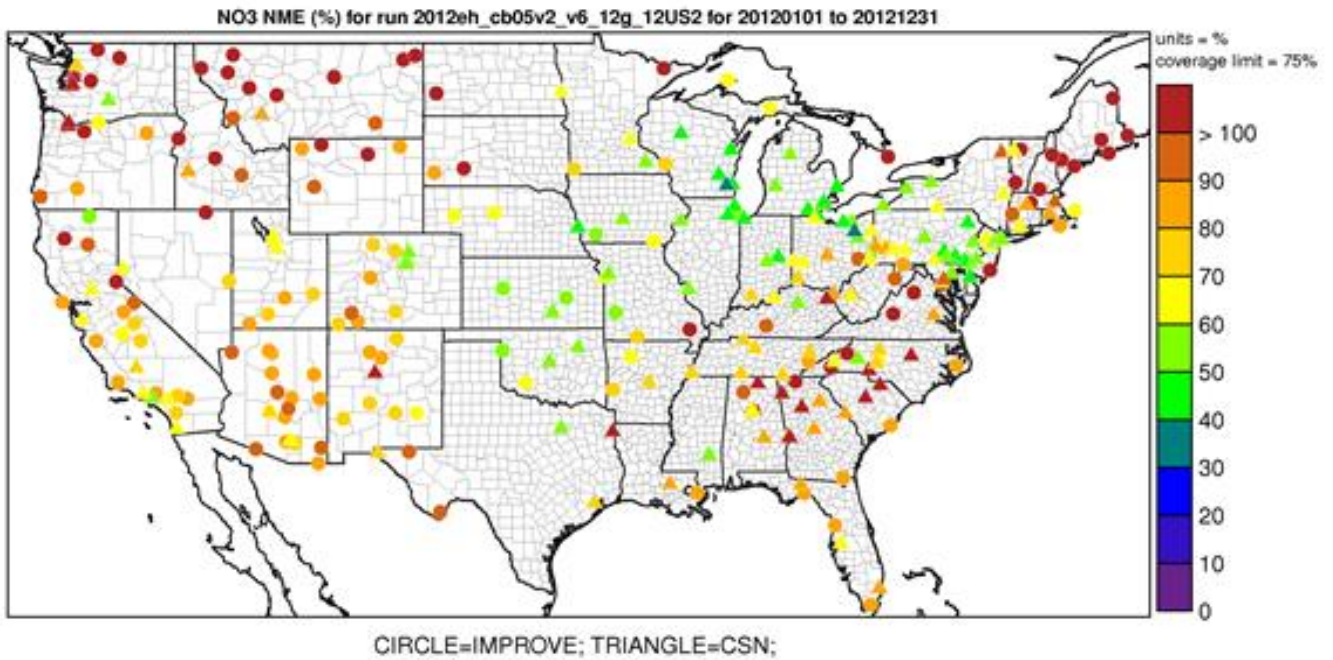 NO3 NME (%) for run 2012eh_cb05v2_v6_12g_12US2 for 20120101 to 20121231
units = %
coverage limit = 75%
> 100
90
80
70
60
50
40
30
20
10
0
CIRCLE=IMPROVE; TRIANGLE=CSN;